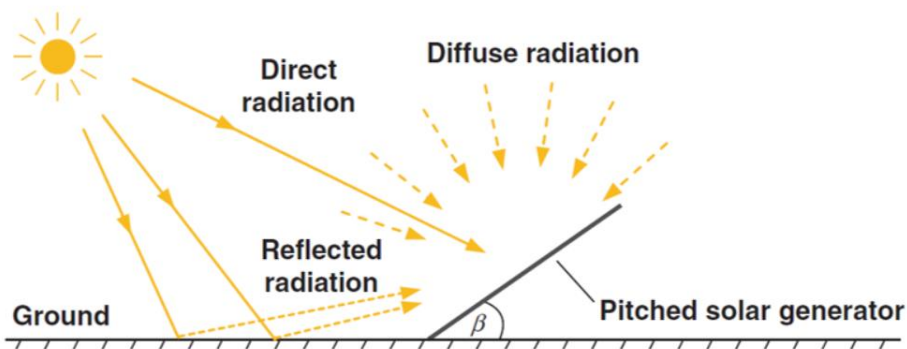 Direct
radiation
Diffuse radiation
Reflected
radiation
Ground
Pitched solar generator
β